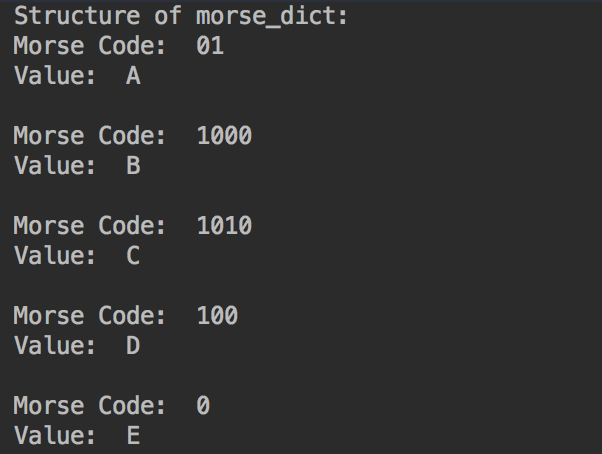 Structure of morse_dict:
Morse Code:  01
Value:  A
Morse Code:  1000
Value:  B
Morse Code:  1010
Value:  C
Morse Code:  100
Value:  D
Morse Code:  0
Value:  E